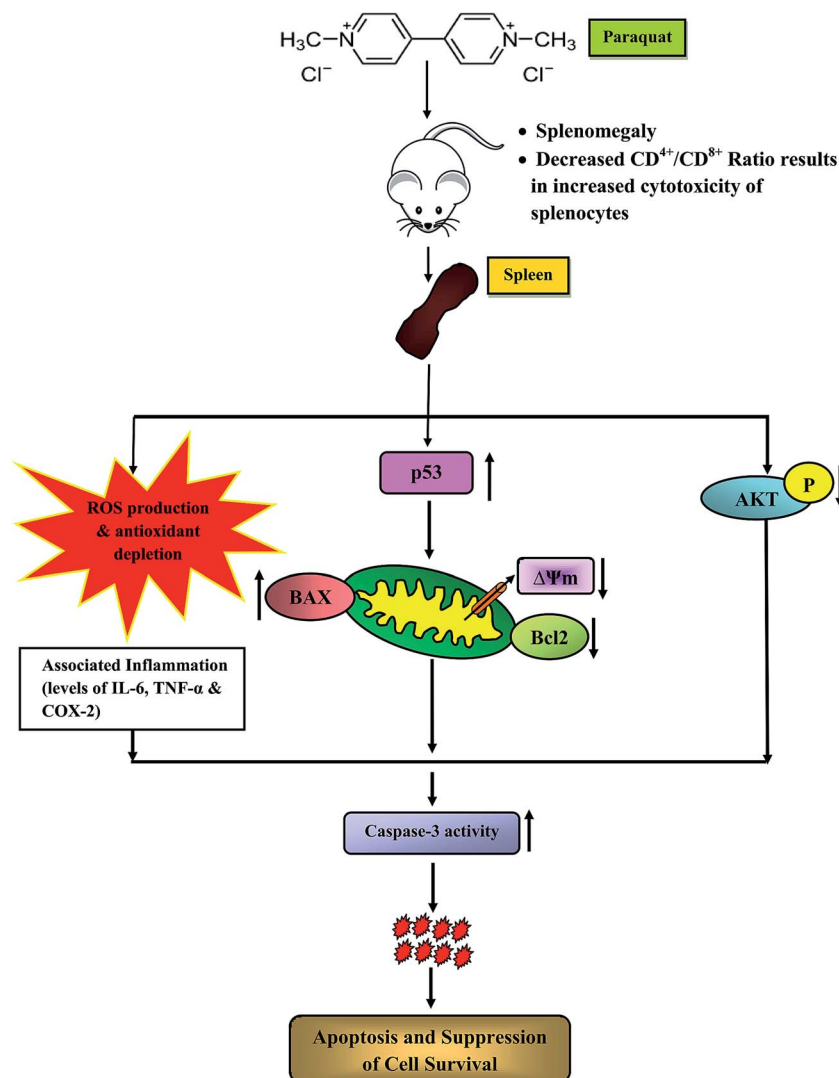 H₃C
N⁺
N⁺
CH₃
Cl⁻
Cl⁻
Paraquat
• Splenomegaly
• Decreased CD⁴⁺/CD⁸⁺ Ratio results
in increased cytotoxicity of
splenocytes
Spleen
ROS production
& antioxidant
depletion
p53
AKT
P
BAX
ΔΨm
Bcl2
Associated Inflammation
(levels of IL-6, TNF-α &
COX-2)
Caspase-3 activity
Apoptosis and Suppression
of Cell Survival